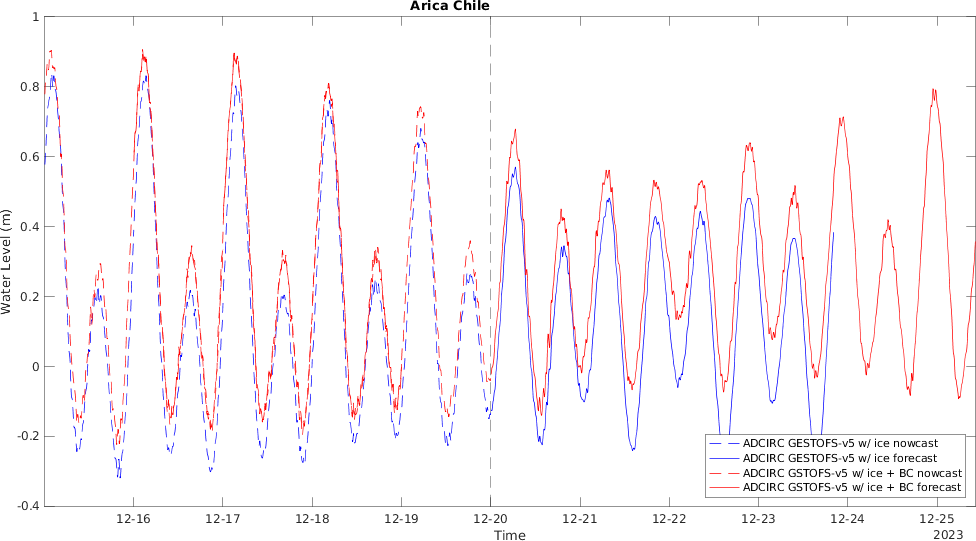 Arica Chile
Water Level (m)
1
0.8
0.6
0.4
0.2
0
-0.2
-0.4
ADCIRC GESTOFS-v5 w/ ice nowcast
ADCIRC GESTOFS-v5 w/ ice forecast
ADCIRC GSTOFS-v5 w/ ice + BC nowcast
ADCIRC GSTOFS-v5 w/ ice + BC forecast
12-16 12-17 12-18 12-19 12-20 12-21 12-22 12-23 12-24 12-25
Time
2023